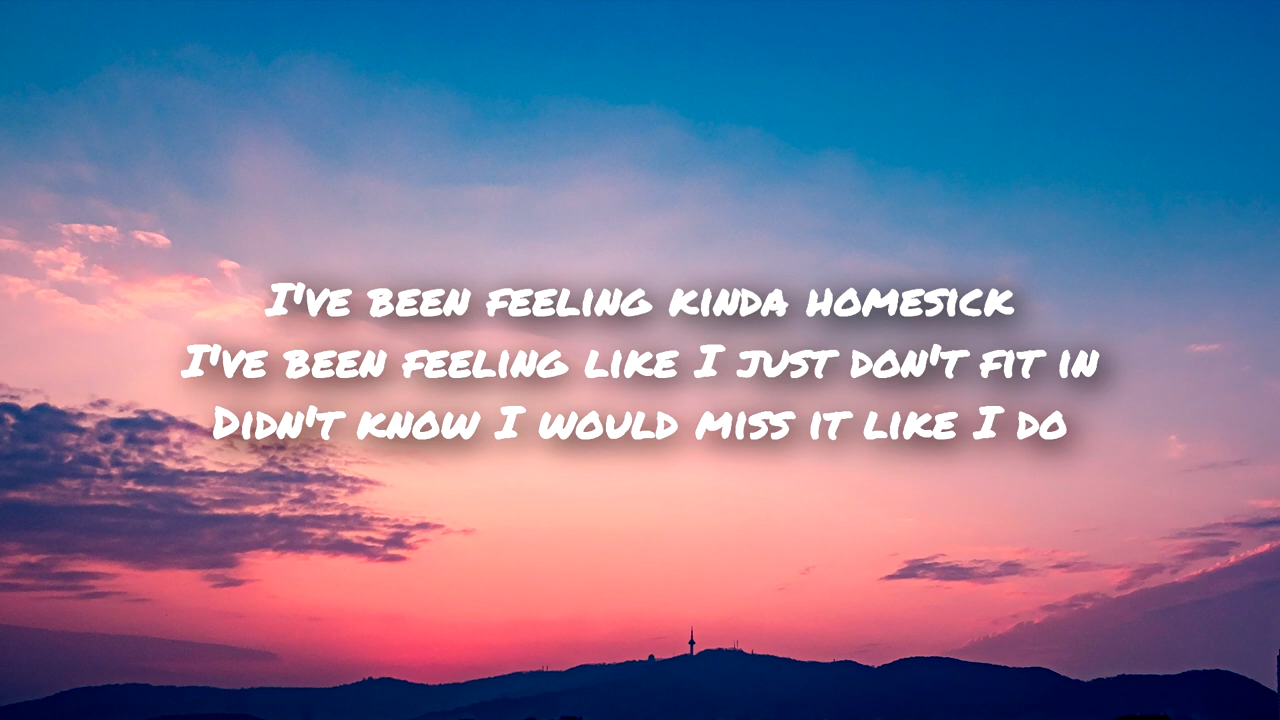 I've been feeling kinda homesick
I've been feeling like I just don't fit in
Didn't know I would miss it like I do